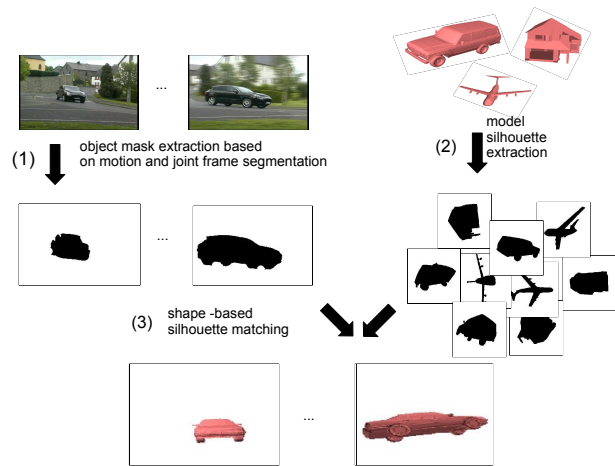 ...
(1)
object mask extraction based
on motion and joint frame segmentation
(2)
model
silhouette
extraction
...
(3)
shape -based
silhouette matching
...